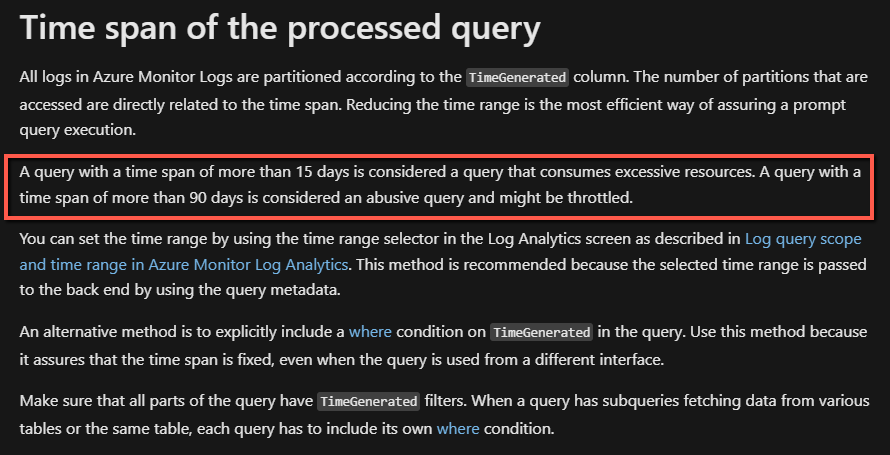 Time span of the processed query
All logs in Azure Monitor Logs are partitioned according to the TimeGenerated column. The number of partitions that are
accessed are directly related to the time span. Reducing the time range is the most efficient way of assuring a prompt
query execution.
A query with a time span of more than 15 days is considered a query that consumes excessive resources. A query with a
time span of more than 90 days is considered an abusive query and might be throttled.
You can set the time range by using the time range selector in the Log Analytics screen as described in Log query scope
and time range in Azure Monitor Log Analytics. This method is recommended because the selected time range is passed
to the back end by using the query metadata.
An alternative method is to explicitly include a where condition on TimeGenerated in the query. Use this method because
it assures that the time span is fixed, even when the query is used from a different interface.
Make sure that all parts of the query have TimeGenerated filters. When a query has subqueries fetching data from various
tables or the same table, each query has to include its own where condition.